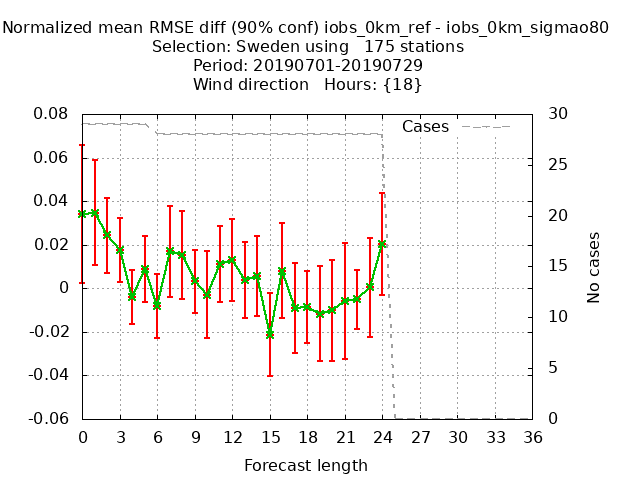 Normalized mean RMSE diff (90% conf) iobs_0km_ref - iobs_0km_sigmao80
Selection: Sweden using   175 stations
Period: 20190701-20190729
Wind direction   Hours: {18}
Cases
0.08
0.06
0.04
0.02
0
-0.02
-0.04
-0.06
30
25
20
15
10
5
0
No cases
0 3 6 9 12 15 18 21 24 27 30 33 36
Forecast length